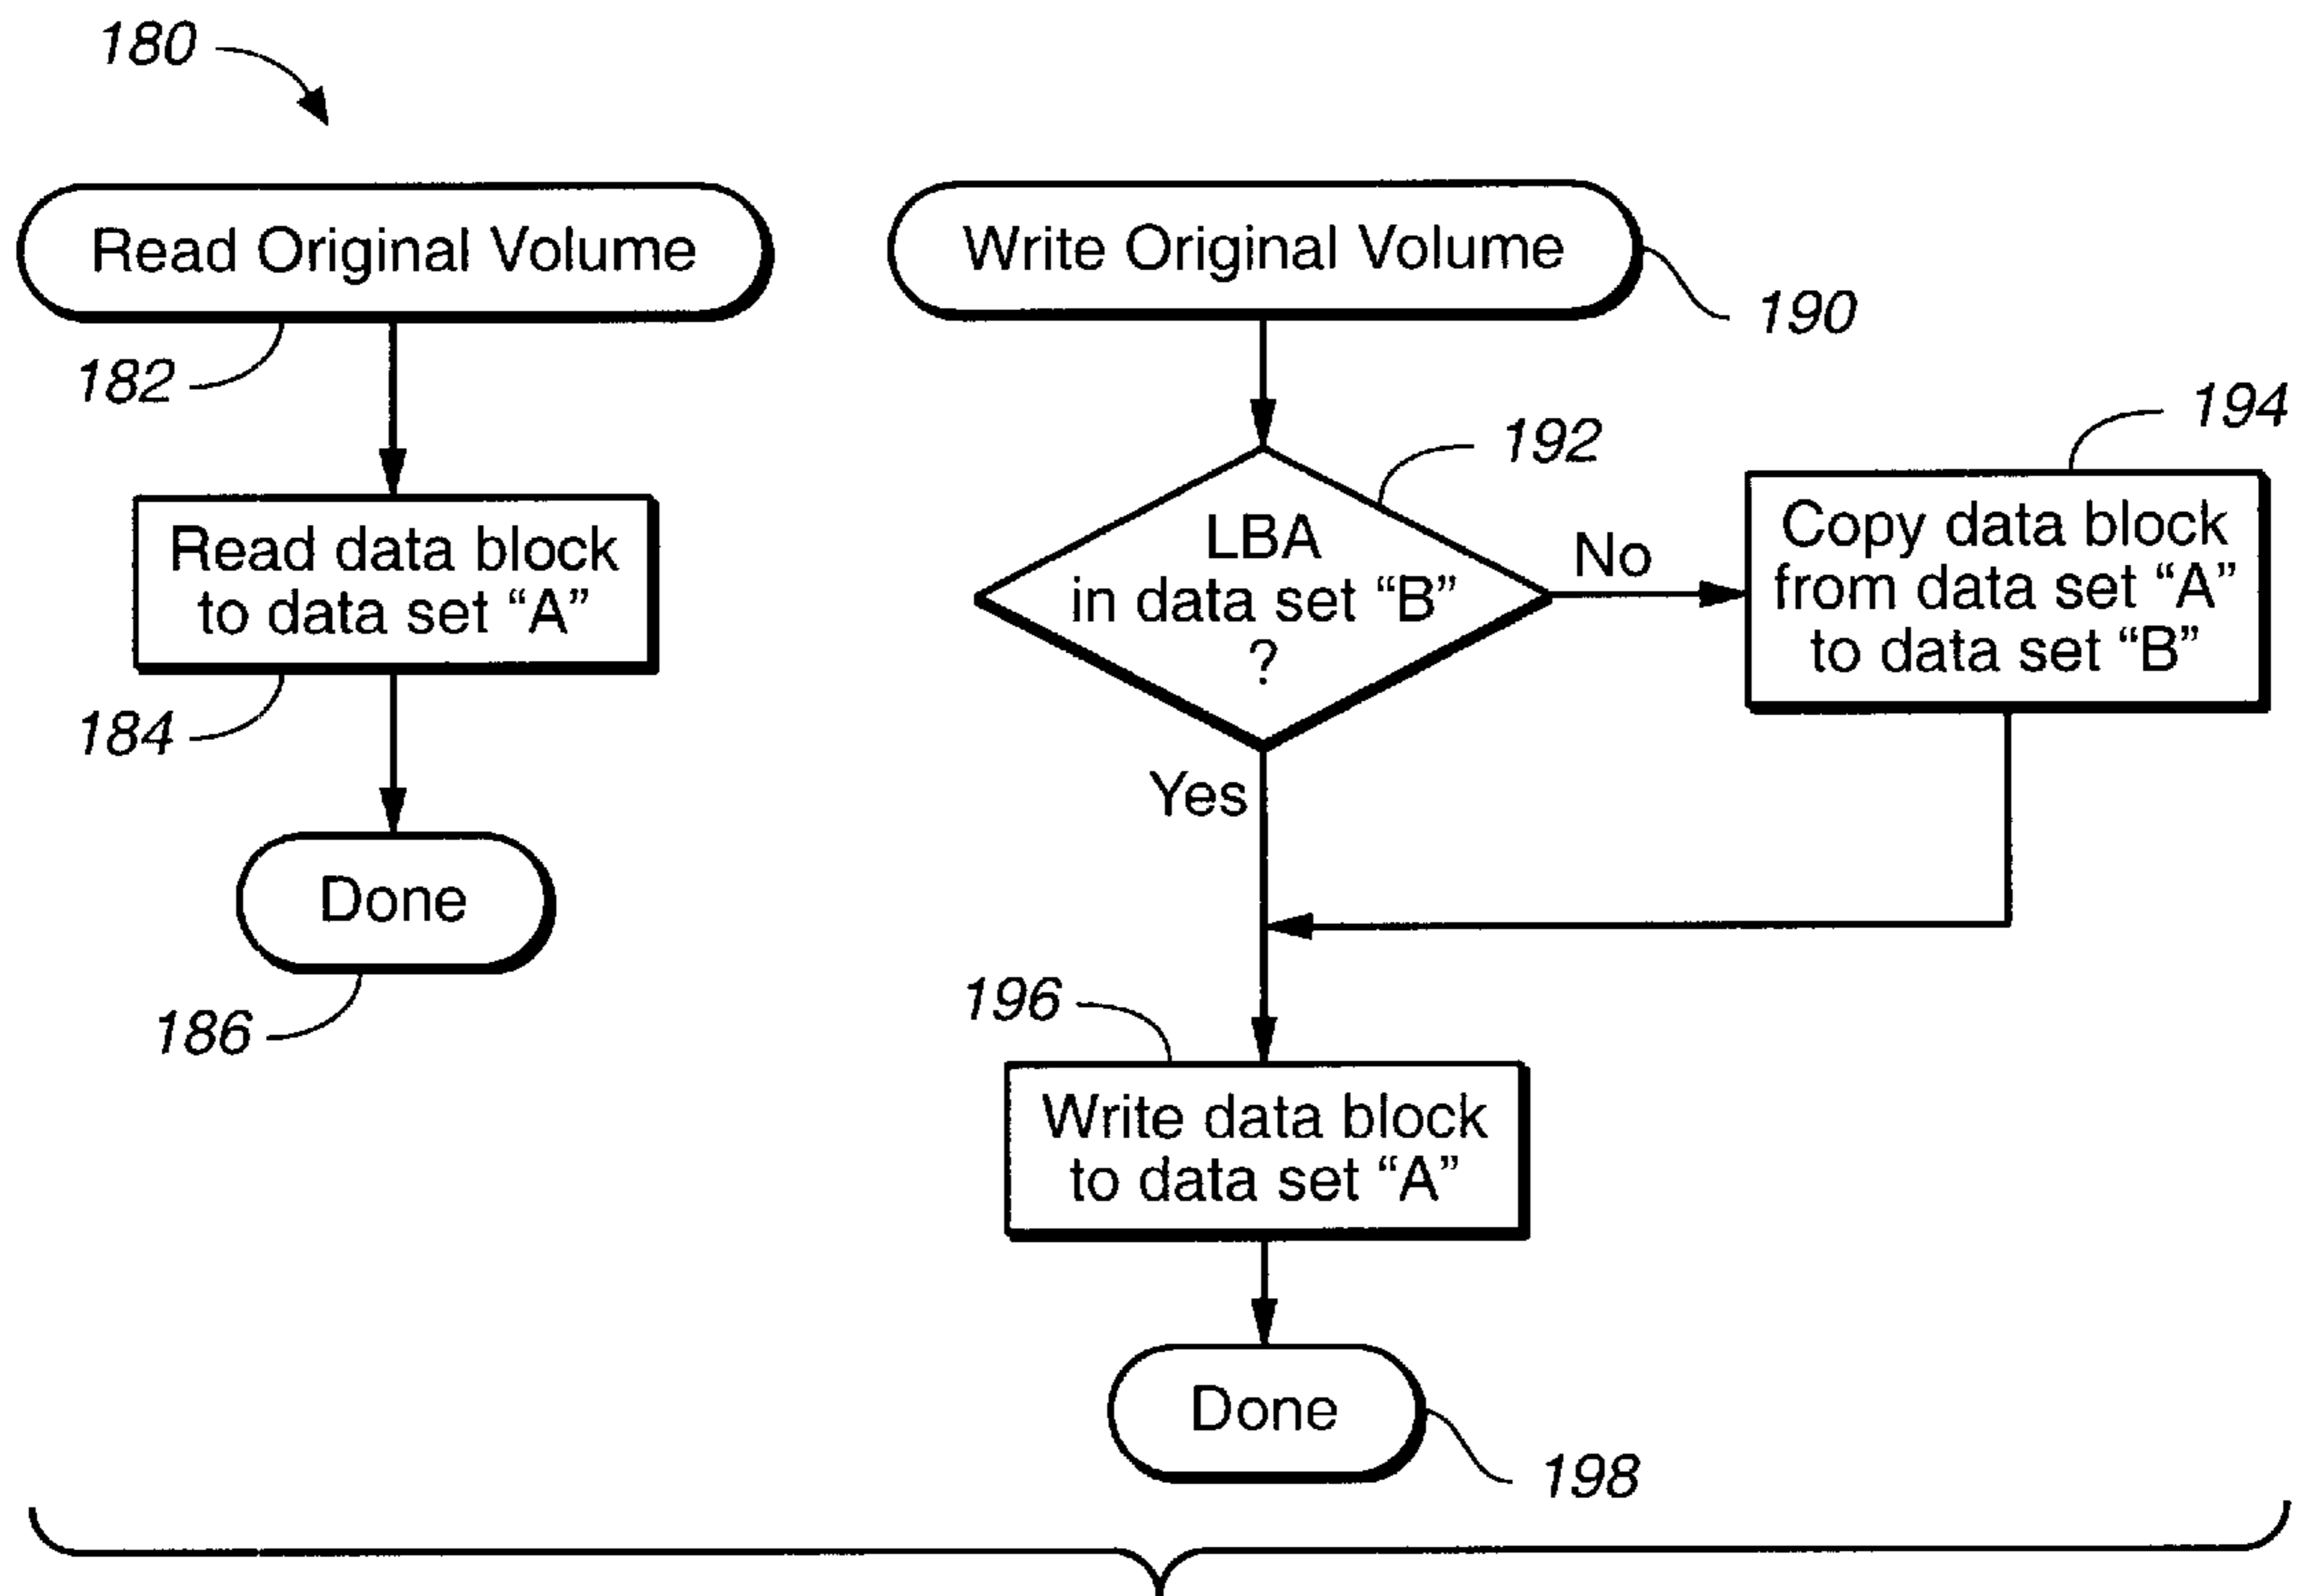 180
Read Original Volume
182
Read data block
to data set “A”
184
Done
186
Write Original Volume
190
192
LBA
in data set “B”
?
No
Yes
194
Copy data block
from data set “A”
to data set “B”
196
Write data block
to data set “A”
Done
198